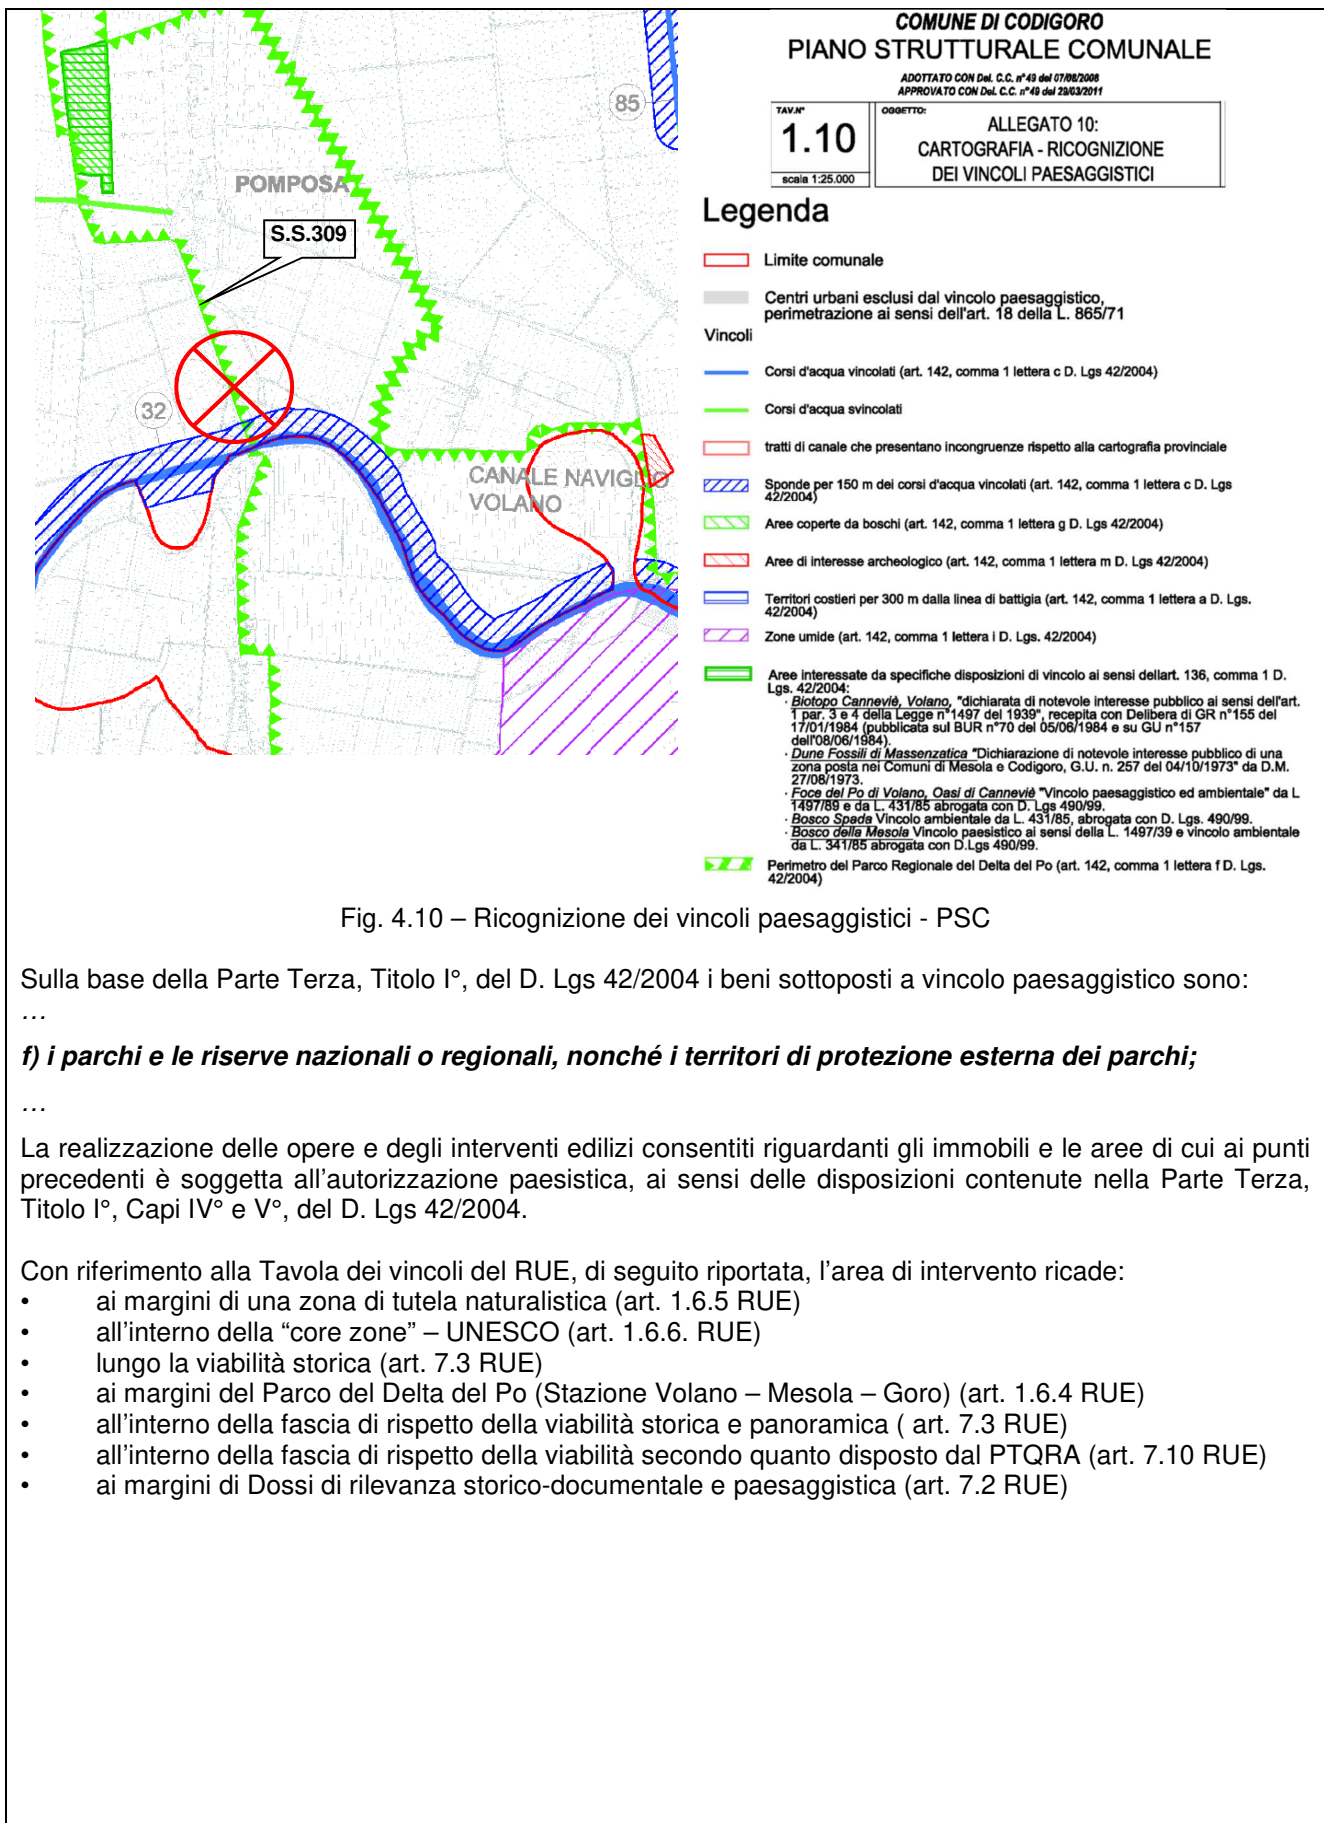 85
POMPOSA
S.S.309
32
CANALE NAVIGLIO
VOLANO
COMUNE DI CODIGORO
PIANO STRUTTURALE COMUNALE
ADOTTATO CON Del. C.C. n°49 del 07/08/2008
APPROVATO CON Del. C.C. n°49 del 29/03/2011
TAV.N°
1.10
scala 1:25.000
OGGETTO:
ALLEGATO 10:
CARTOGRAFIA - RICOGNIZIONE
DEI VINCOLI PAESAGGISTICI
Legenda
Limite comunale
Centri urbani esclusi dal vincolo paesaggistico,
perimetrazione ai sensi dell'art. 18 della L. 865/71
Vincoli
Corsi d'acqua vincolati (art. 142, comma 1 lettera c D. Lgs 42/2004)
Corsi d'acqua svincolati
tratti di canale che presentano incongruenze rispetto alla cartografia provinciale
Sponde per 150 m dei corsi d'acqua vincolati (art. 142, comma 1 lettera c D. Lgs
42/2004)
Aree coperte da boschi (art. 142, comma 1 lettera g D. Lgs 42/2004)
Aree di interesse archeologico (art. 142, comma 1 lettera m D. Lgs 42/2004)
Territori costieri per 300 m dalla linea di battigia (art. 142, comma 1 lettera a D. Lgs.
42/2004)
Zone umide (art. 142, comma 1 lettera i D. Lgs. 42/2004)
Aree interessate da specifiche disposizioni di vincolo ai sensi dellart. 136, comma 1 D.
Lgs. 42/2004:
· Biotopo Canneviè, Volano, "dichiarata di notevole interesse pubblico ai sensi dell'art.
1 par. 3 e 4 della Legge n°1497 del 1939", recepita con Delibera di GR n°155 del
17/01/1984 (pubblicata sul BUR n°70 del 05/06/1984 e su GU n°157
dell'08/06/1984).
· Dune Fossili di Massenzatica "Dichiarazione di notevole interesse pubblico di una
zona posta nei Comuni di Mesola e Codigoro, G.U. n. 257 del 04/10/1973" da D.M.
27/08/1973.
· Foce del Po di Volano, Oasi di Canneviè "Vincolo paesaggistico ed ambientale" da L
1497/89 e da L. 431/85 abrogata con D. Lgs 490/99.
· Bosco Spada Vincolo ambientale da L. 431/85, abrogata con D. Lgs. 490/99.
· Bosco della Mesola Vincolo paesistico ai sensi della L. 1497/39 e vincolo ambientale
da L. 341/85 abrogata con D.Lgs 490/99.
Perimetro del Parco Regionale del Delta del Po (art. 142, comma 1 lettera f D. Lgs.
42/2004)
Fig. 4.10 – Ricognizione dei vincoli paesaggistici - PSC
Sulla base della Parte Terza, Titolo I°, del D. Lgs 42/2004 i beni sottoposti a vincolo paesaggistico sono:
…
f) i parchi e le riserve nazionali o regionali, nonché i territori di protezione esterna dei parchi;
…
La realizzazione delle opere e degli interventi edilizi consentiti riguardanti gli immobili e le aree di cui ai punti
precedenti è soggetta all'autorizzazione paesistica, ai sensi delle disposizioni contenute nella Parte Terza,
Titolo I°, Capi IV° e V°, del D. Lgs 42/2004.
Con riferimento alla Tavola dei vincoli del RUE, di seguito riportata, l'area di intervento ricade:
• ai margini di una zona di tutela naturalistica (art. 1.6.5 RUE)
• all'interno della "core zone" – UNESCO (art. 1.6.6. RUE)
• lungo la viabilità storica (art. 7.3 RUE)
• ai margini del Parco del Delta del Po (Stazione Volano – Mesola – Goro) (art. 1.6.4 RUE)
• all'interno della fascia di rispetto della viabilità storica e panoramica ( art. 7.3 RUE)
• all'interno della fascia di rispetto della viabilità secondo quanto disposto dal PTQRA (art. 7.10 RUE)
• ai margini di Dossi di rilevanza storico-documentale e paesaggistica (art. 7.2 RUE)